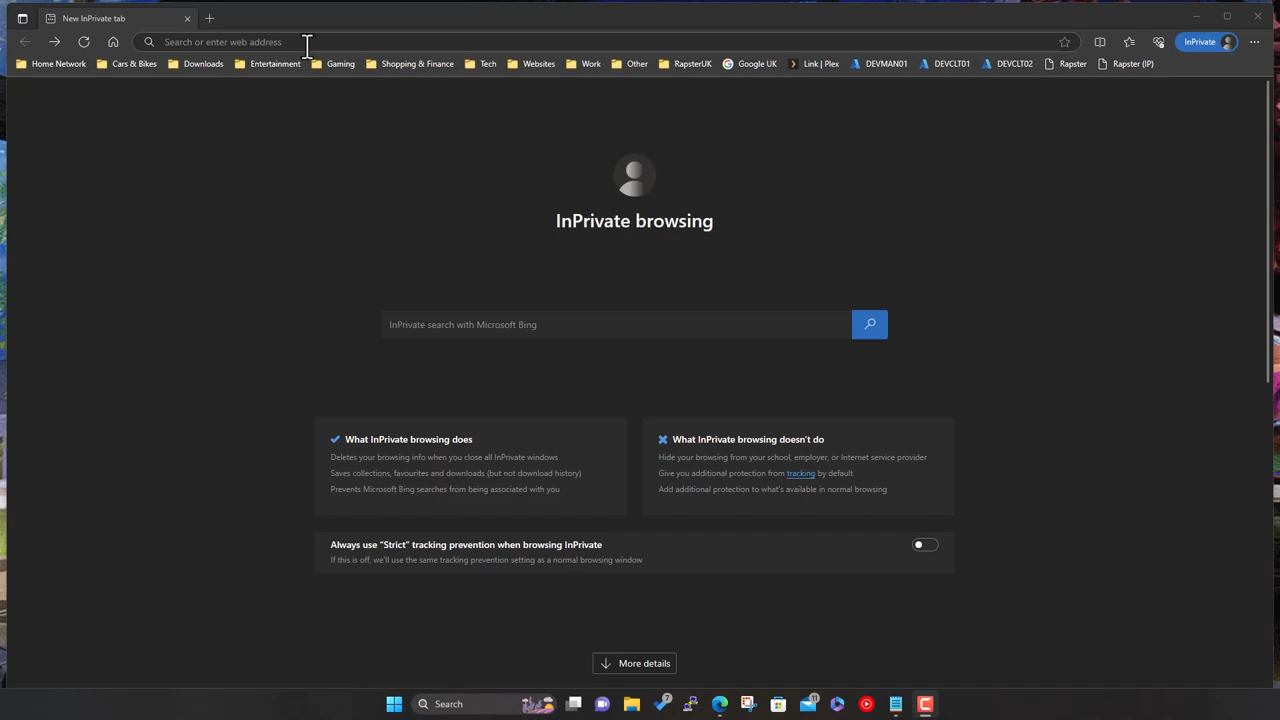 New InPrivate tab
Search or enter web address
InPrivate
Home Network Cars & Bikes Downloads Entertainment Gaming Shopping & Finance Tech Websites Work Other RapsterUK Google UK Link | Plex DEVMAN01 DEVCLT01 DEVCLT02 Rapster Rapster (IP)
InPrivate browsing
InPrivate search with Microsoft Bing
What InPrivate browsing does
Deletes your browsing info when you close all InPrivate windows
Saves collections, favourites and downloads (but not download history)
Prevents Microsoft Bing searches from being associated with you
What InPrivate browsing doesn't do
Hide your browsing from your school, employer, or Internet service provider
Give you additional protection from tracking by default
Add additional protection to what's available in normal browsing
Always use “Strict” tracking prevention when browsing InPrivate
If this is off, we'll use the same tracking prevention setting as a normal browsing window
More details
Search
7
11